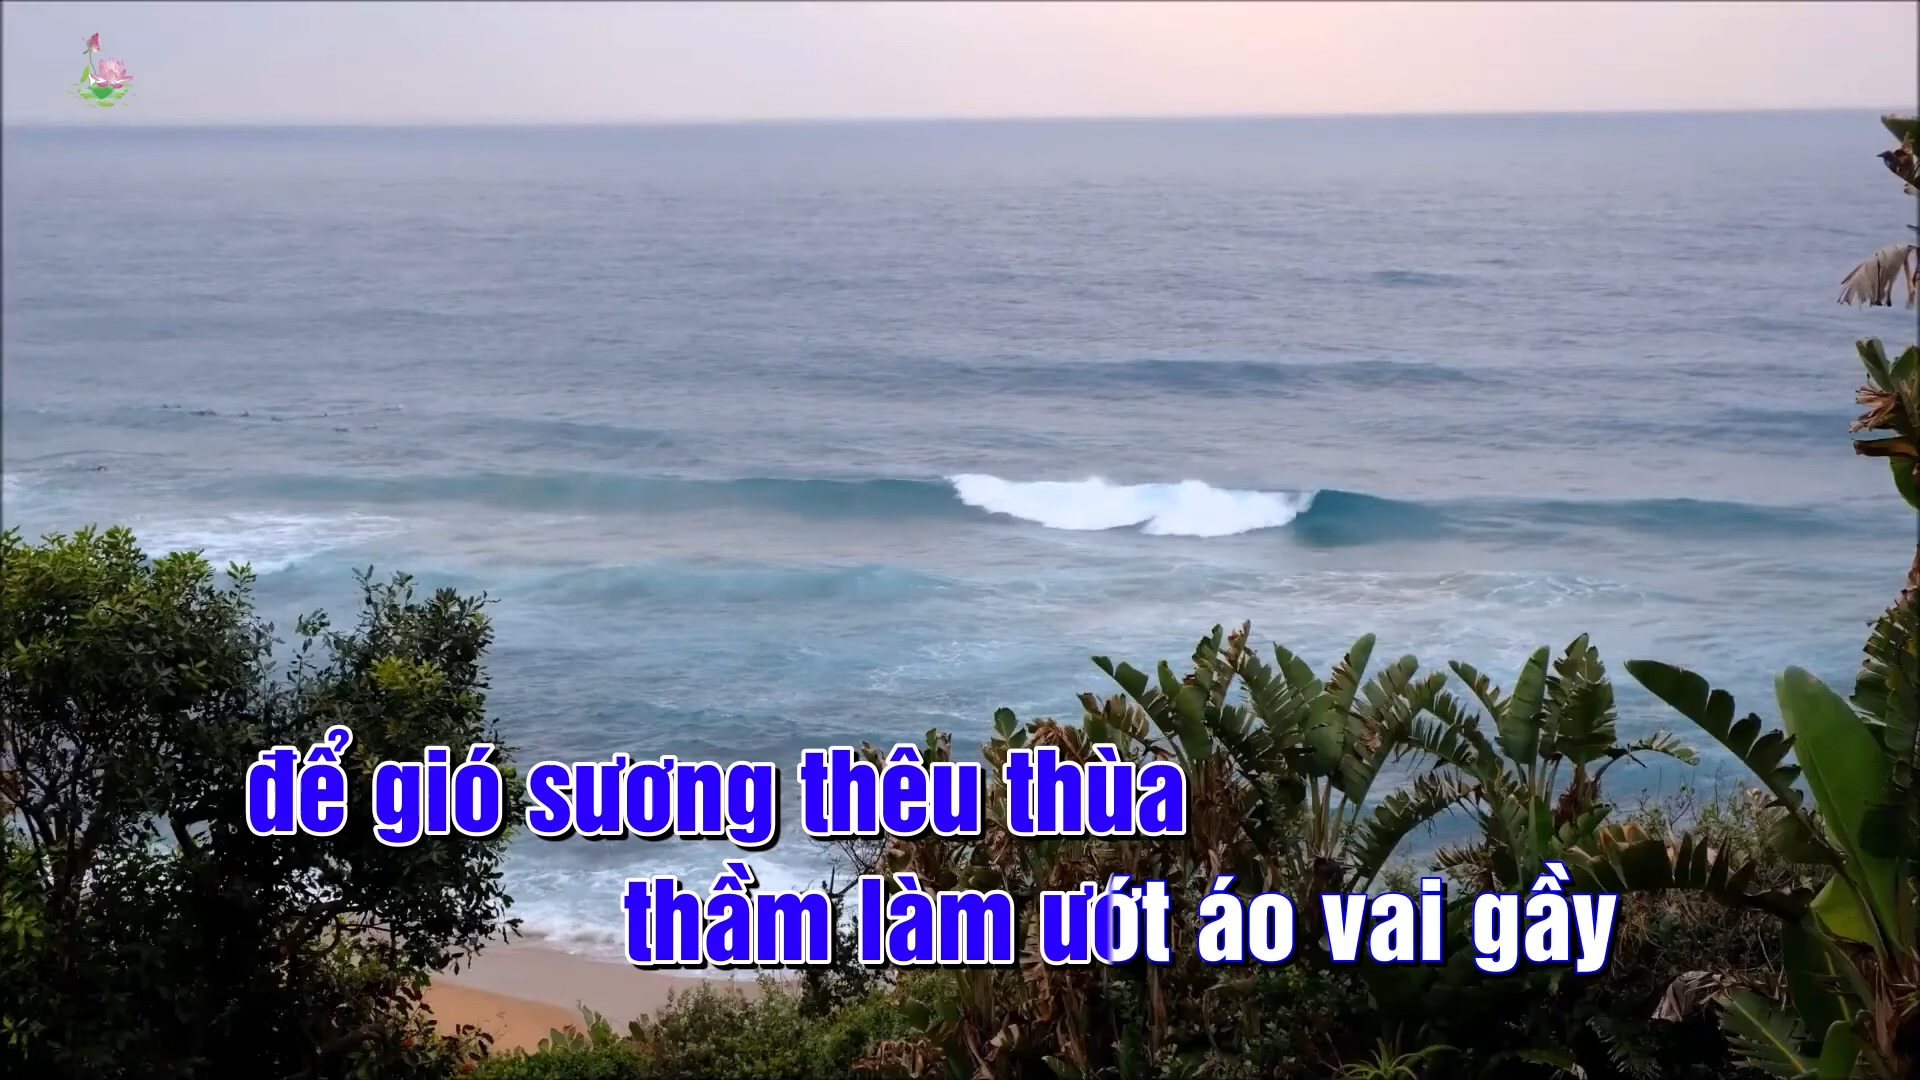 để gió sương thêu thùa
thầm làm ướt áo vai gầy